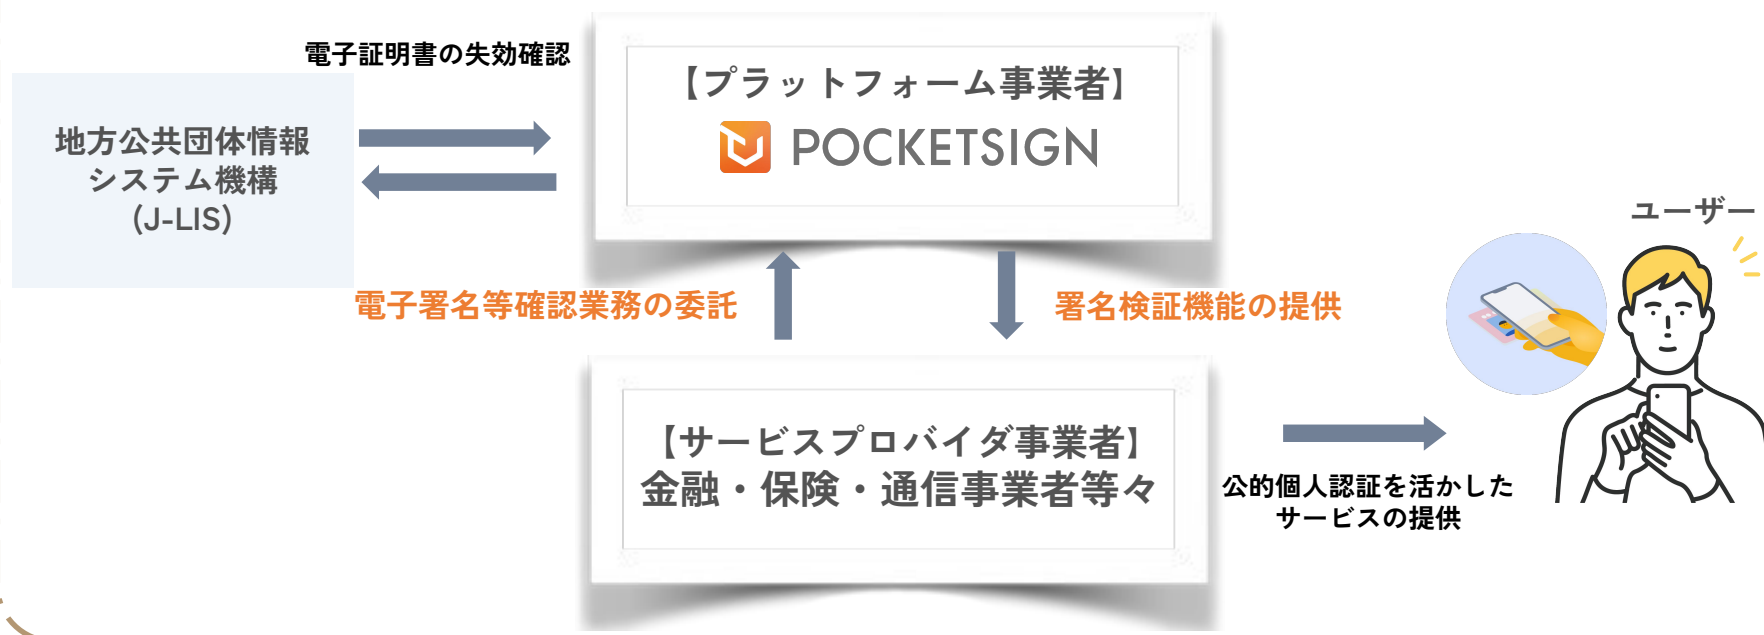 電子証明書の失効確認
地方公共団体情報
システム機構
(J-LIS)
【プラットフォーム事業者】
POCKETSIGN
電子署名等確認業務の委託
署名検証機能の提供
【サービスプロバイダ事業者】
金融・保険・通信事業者等々
ユーザー
公的個人認証を活かした
サービスの提供